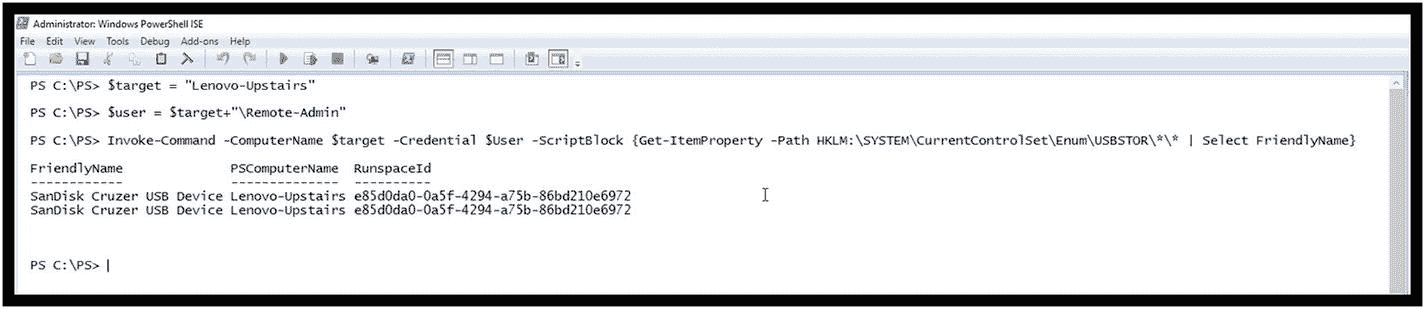 Administrator: Windows PowerShell ISE
File Edit View Tools Debug Add-ons Help
PS C:\PS> $target = "Lenovo-Upstairs"
PS C:\PS> $user = $target+"\Remote-Admin"
PS C:\PS> Invoke-Command -ComputerName $target -Credential $User -ScriptBlock {Get-ItemProperty -Path HKLM:\SYSTEM\CurrentControlSet\Enum\USBSTOR\*\* | Select FriendlyName}
FriendlyName PSComputerName RunspaceId
------------ -------------- ----------
SanDisk Cruzer USB Device Lenovo-Upstairs e85d0da0-0a5f-4294-a75b-86bd210e6972
SanDisk Cruzer USB Device Lenovo-Upstairs e85d0da0-0a5f-4294-a75b-86bd210e6972
PS C:\PS>